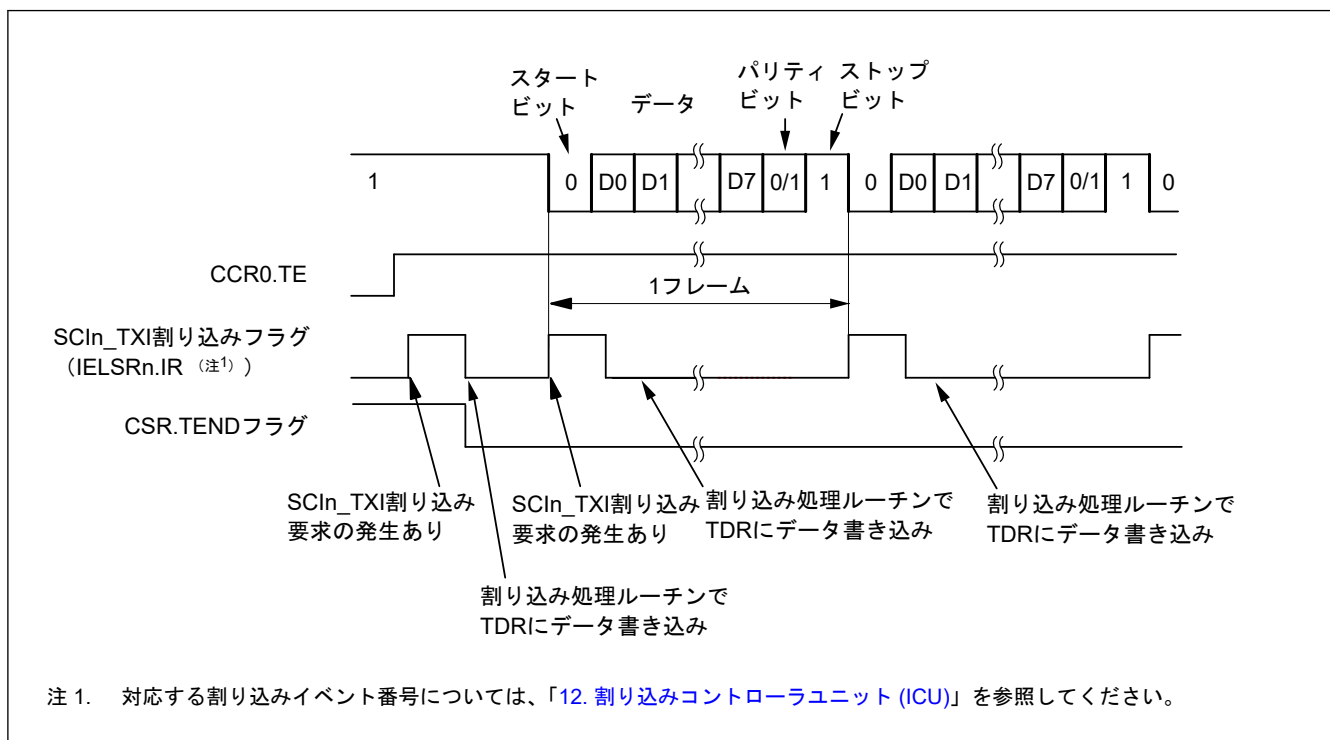 スタート
ビット
データ
パリティ
ビット
ストップ
ビット
1
0 D0 D1 D7 0/1 1 0 D0 D1 D7 0/1 1 0
CCR0.TE
1フレーム
SCIn_TXI割り込みフラグ
(IELSRn.IR (注1) )
CSR.TENDフラグ
SCIn_TXI割り込み
要求の発生あり
SCIn_TXI割り込み
要求の発生あり
割り込み処理ルーチンで
TDRにデータ書き込み
割り込み処理ルーチンで
TDRにデータ書き込み
割り込み処理ルーチンで
TDRにデータ書き込み
注 1. 対応する割り込みイベント番号については、「12. 割り込みコントローラユニット (ICU)」を参照してください。